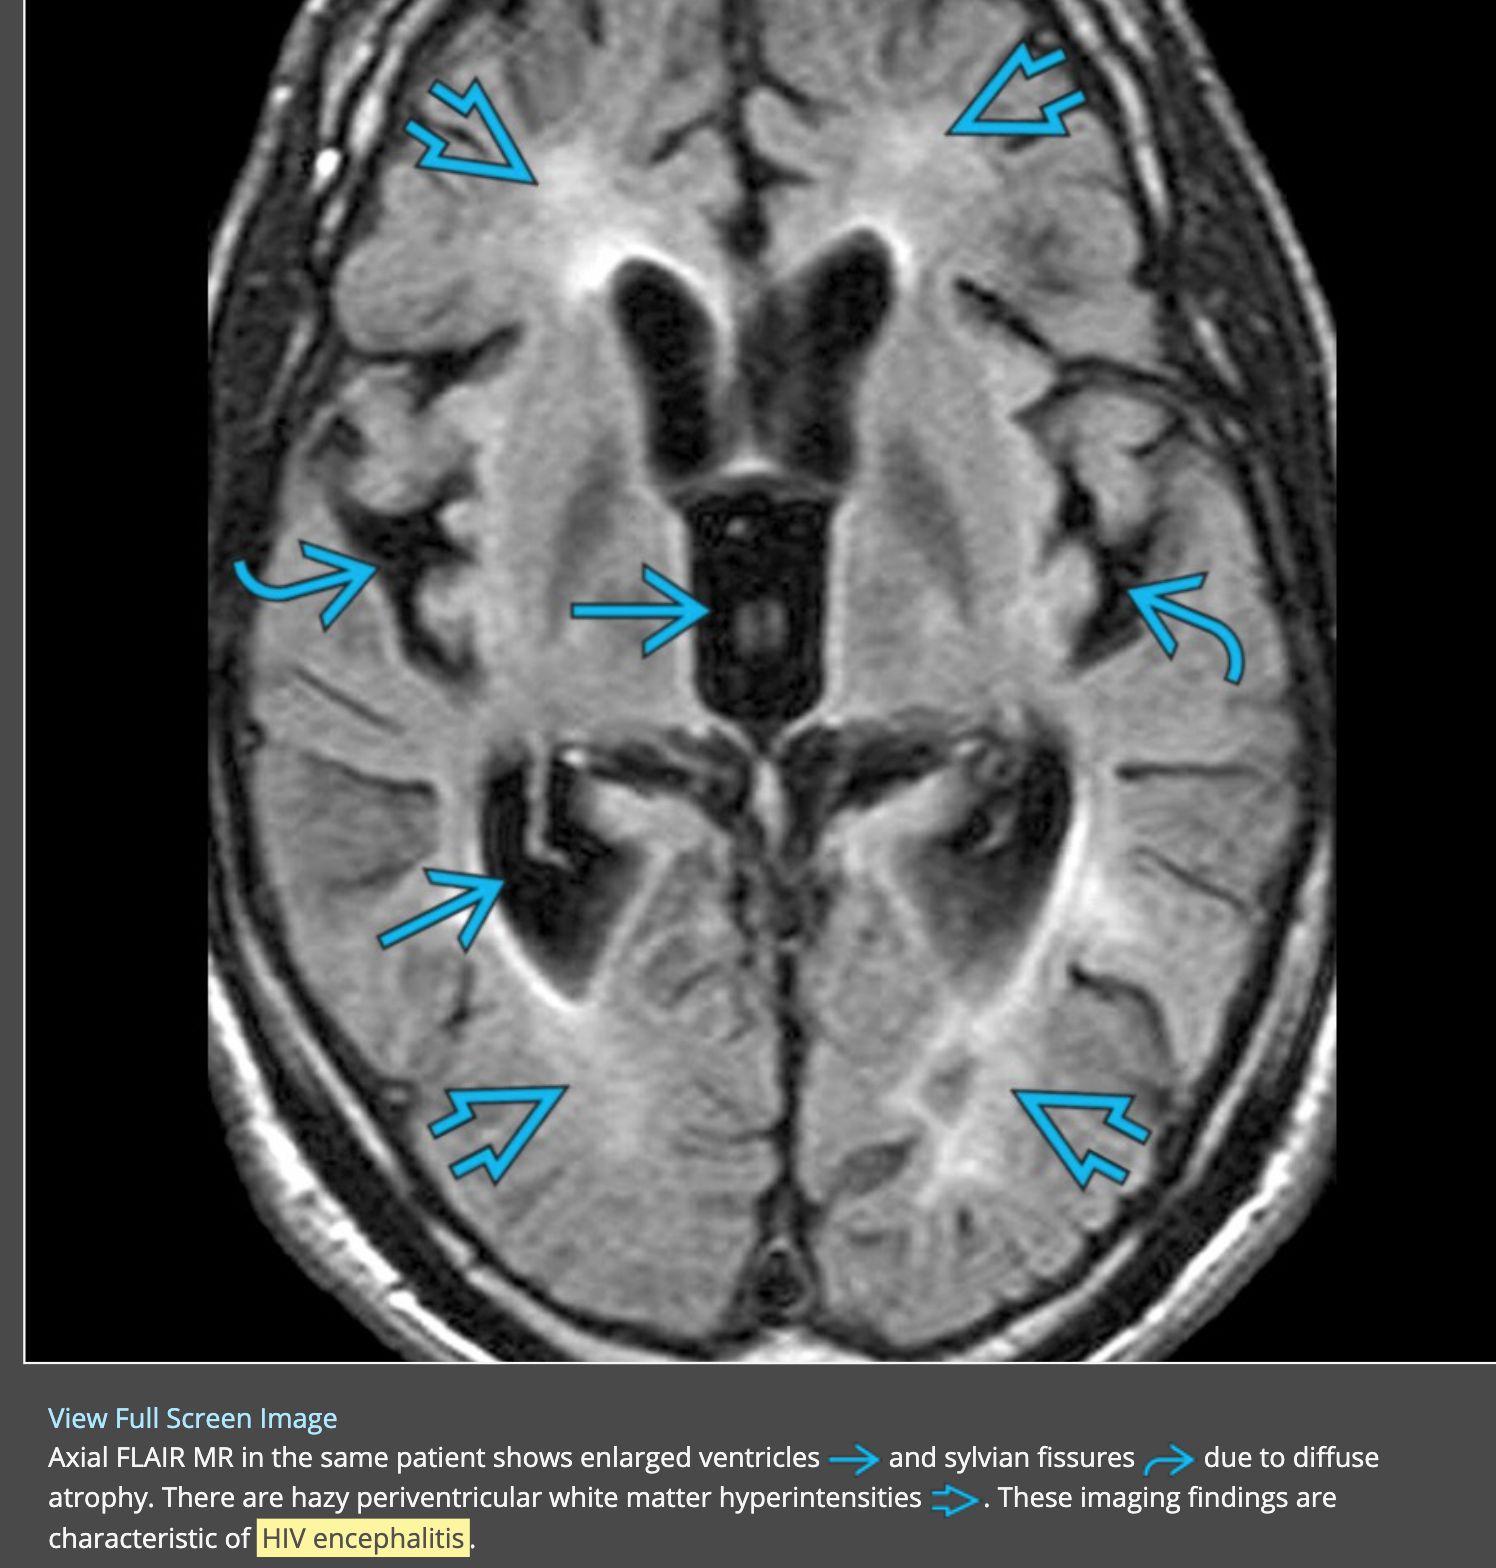 View Full Screen Image
Axial FLAIR MR in the same patient shows enlarged ventricles and sylvian fissures due to diffuse
atrophy. There are hazy periventricular white matter hyperintensities . These imaging findings are
characteristic of HIV encephalitis.